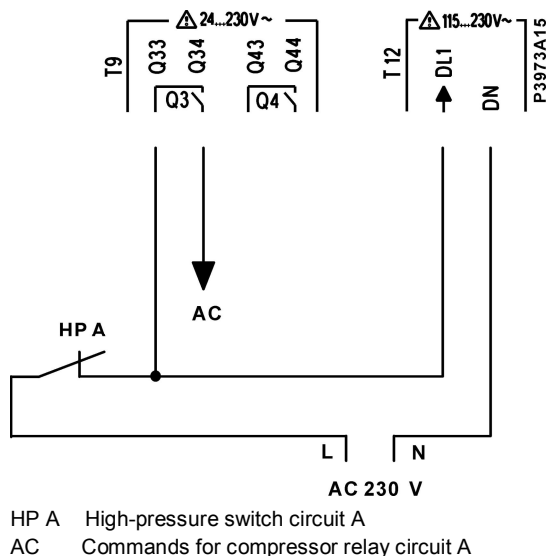 24...230V~
115...230V~
T9
Q33
Q34
Q43
Q44
T12
DL1
DN
P3973A15
Q3
Q4
AC
HP A
L
N
AC 230 V
HP A High-pressure switch circuit A
AC Commands for compressor relay circuit A